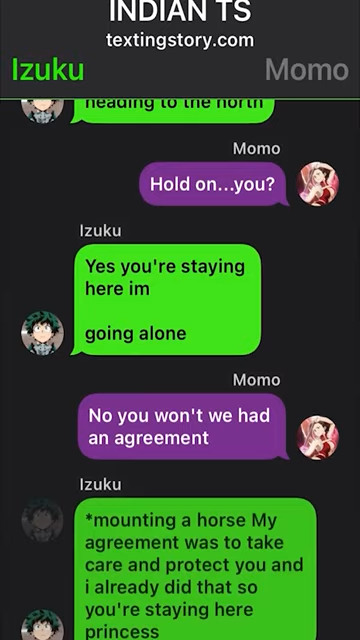 INDIAN TS
textingstory.com
Izuku
Momo
heading to the north
Momo
Hold on...you?
Izuku
Yes you're staying
here im
going alone
Momo
No you won't we had
an agreement
Izuku
*mounting a horse My
agreement was to take
care and protect you and
i already did that so
you're staying here
princess